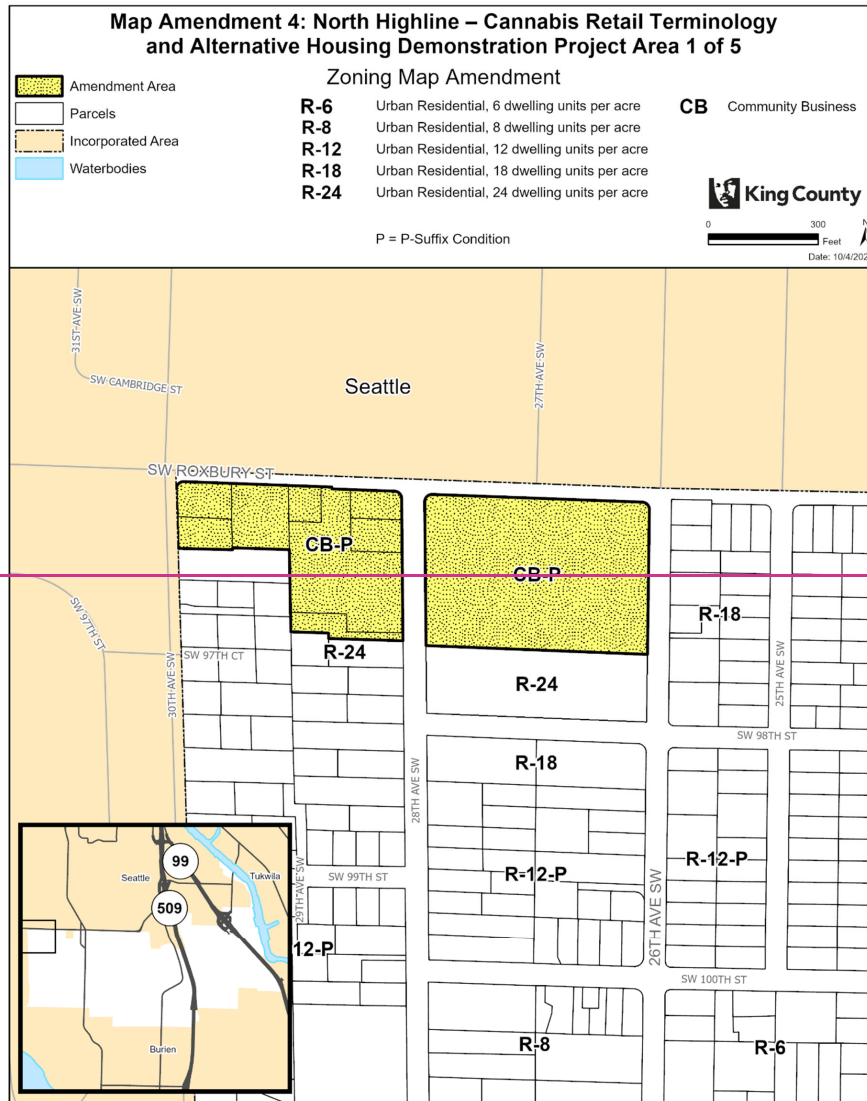 Map Amendment 4: North Highline – Cannabis Retail Terminology
and Alternative Housing Demonstration Project Area 1 of 5
Zoning Map Amendment
Amendment Area
Parcels
Incorporated Area
Waterbodies
R-6 Urban Residential, 6 dwelling units per acre
R-8 Urban Residential, 8 dwelling units per acre
R-12 Urban Residential, 12 dwelling units per acre
R-18 Urban Residential, 18 dwelling units per acre
R-24 Urban Residential, 24 dwelling units per acre
CB Community Business
P = P-Suffix Condition
King County
0 300
Feet
N
Date: 10/4/202
31ST AVE SW
SW CAMBRIDGE ST
Seattle
27TH AVE SW
SW ROXBURY ST
CB-P
CB-P
SW 97TH ST
R-18
30TH AVE SW
SW 97TH CT
R-24
R-24
25TH AVE SW
SW 98TH ST
R-18
28TH AVE SW
99
Seattle
Tukwila
509
Burien
29TH AVE SW
SW 99TH ST
R-12-P
R-12-P
26TH AVE SW
12-P
SW 100TH ST
R-8
R-6